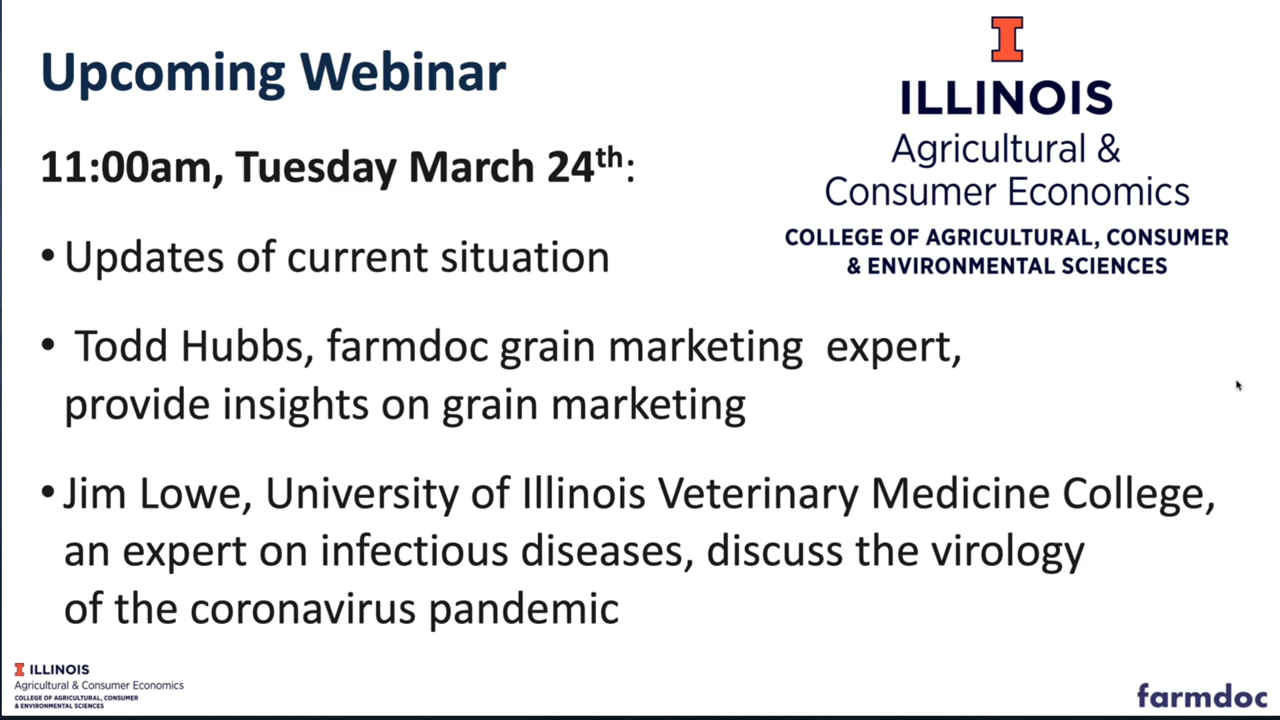 Upcoming Webinar
11:00am, Tuesday March 24th:
• Updates of current situation
• Todd Hubbs, farmdoc grain marketing expert,
provide insights on grain marketing
• Jim Lowe, University of Illinois Veterinary Medicine College,
an expert on infectious diseases, discuss the virology
of the coronavirus pandemic
I
ILLINOIS
Agricultural &
Consumer Economics
COLLEGE OF AGRICULTURAL, CONSUMER
& ENVIRONMENTAL SCIENCES
I ILLINOIS
Agricultural & Consumer Economics
COLLEGE OF AGRICULTURAL, CONSUMER
& ENVIRONMENTAL SCIENCES
farmdoc